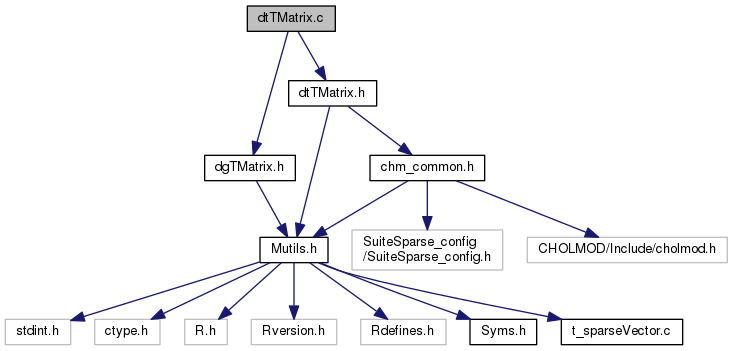 dtTMatrix.c
dtTMatrix.h
dgTMatrix.h
chm_common.h
Mutils.h
SuiteSparse_config
/SuiteSparse_config.h
CHOLMOD/Include/cholmod.h
stdint.h
ctype.h
R.h
Rversion.h
Rdefines.h
Syms.h
t_sparseVector.c